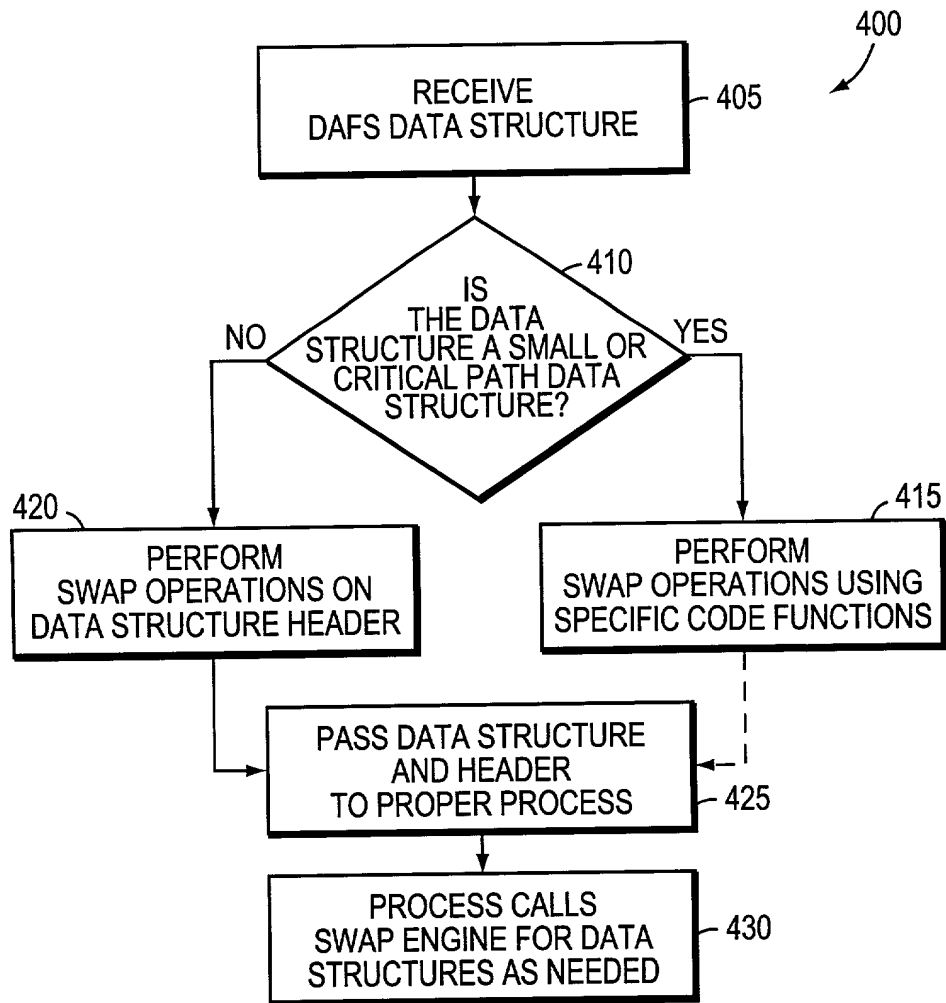 400
RECEIVE
DAFS DATA STRUCTURE
405
410
IS
THE DATA
STRUCTURE A SMALL OR
CRITICAL PATH DATA
STRUCTURE?
NO
YES
420
PERFORM
SWAP OPERATIONS ON
DATA STRUCTURE HEADER
415
PERFORM
SWAP OPERATIONS USING
SPECIFIC CODE FUNCTIONS
PASS DATA STRUCTURE
AND HEADER
TO PROPER PROCESS
425
PROCESS CALLS
SWAP ENGINE FOR DATA
STRUCTURES AS NEEDED
430